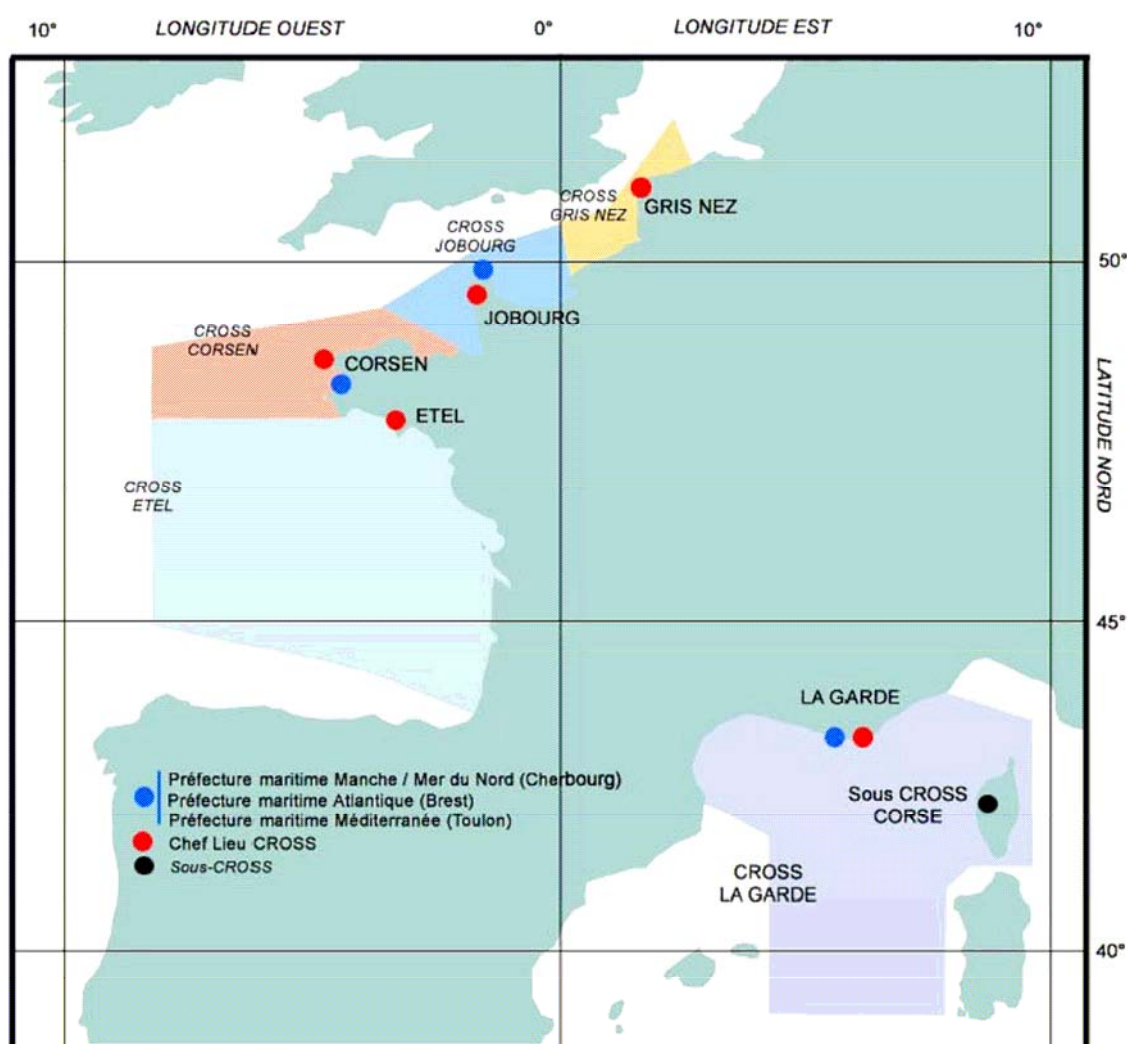 10° LONGITUDE OUEST 0° LONGITUDE EST 10°
CROSS
GRIS NEZ
GRIS NEZ
CROSS
JOBOURG
50°
JOBOURG
CROSS
CORSEN
CORSEN
ETEL
LATITUDE NORD
CROSS
ETEL
45°
LA GARDE
Préfecture maritime Manche / Mer du Nord (Cherbourg)
Préfecture maritime Atlantique (Brest)
Préfecture maritime Méditerranée (Toulon)
Chef Lieu CROSS
Sous-CROSS
Sous CROSS
CORSE
CROSS
LA GARDE
40°